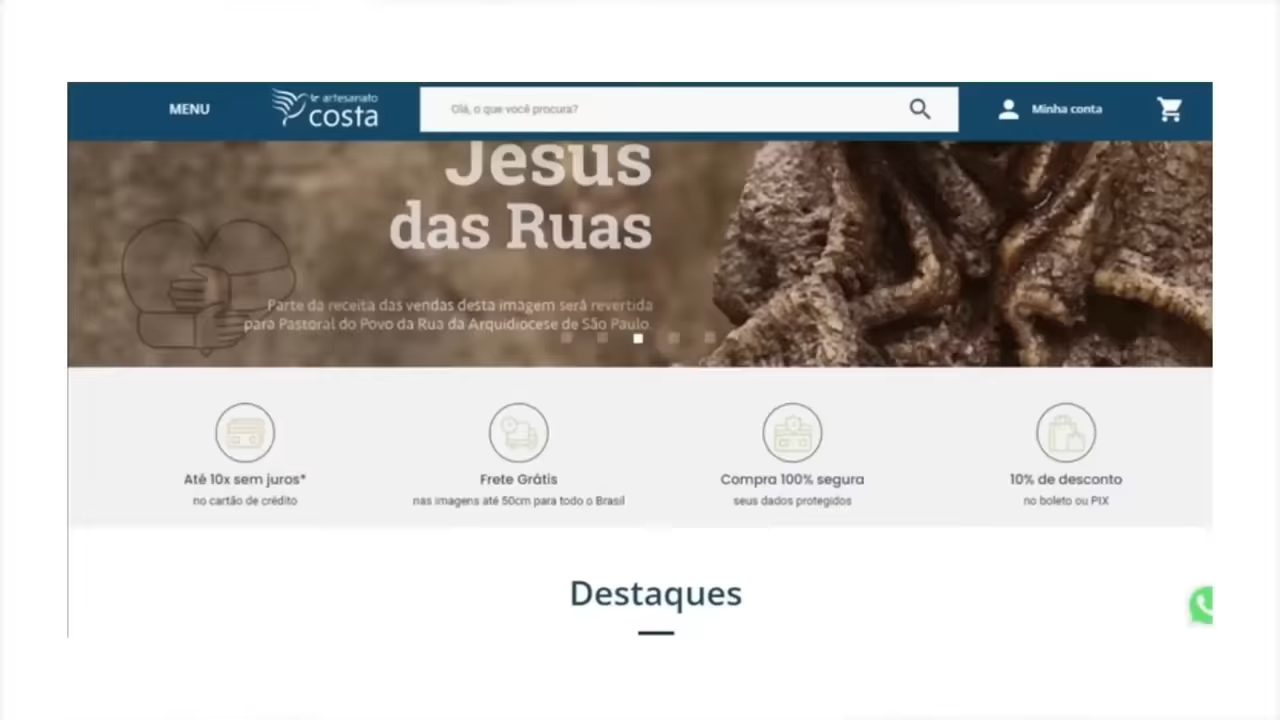 MENU
artesanato
costa
Olá, o que você procura?
Minha conta
Jesus
das Ruas
Parte da receita das vendas desta imagem será revertida
para Pastoral do Povo da Rua da Arquidiocese de São Paulo.
Até 10x sem juros*
no cartão de crédito
Frete Grátis
nas imagens até 50cm para todo o Brasil
Compra 100% segura
seus dados protegidos
10% de desconto
no boleto ou PIX
Destaques